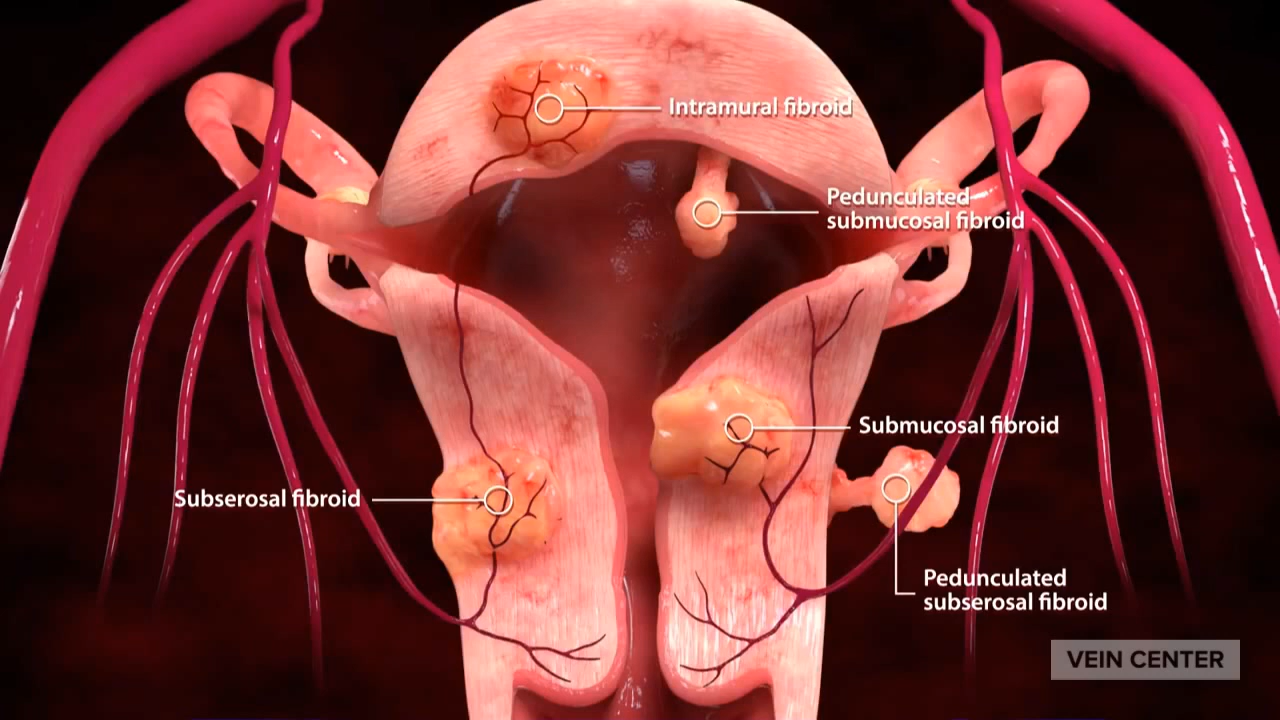 Intramural fibroid
Pedunculated
submucosal fibroid
Submucosal fibroid
Subserosal fibroid
Pedunculated
subserosal fibroid
VEIN CENTER